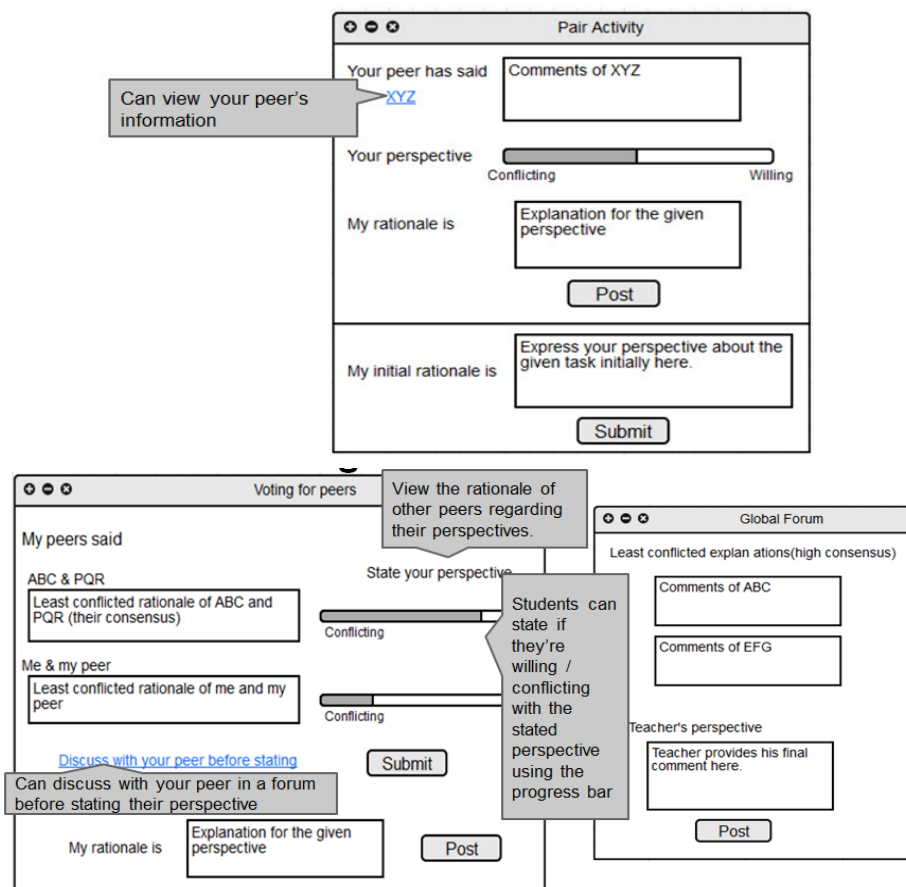 Pair Activity
Your peer has said
XYZ
Comments of XYZ
Can view your peer's
information
Your perspective
Conflicting
Willing
My rationale is
Explanation for the given
perspective
Post
My initial rationale is
Express your perspective about the
given task initially here.
Submit
Voting for peers
View the rationale of
other peers regarding
their perspectives.
My peers said
State your perspective
ABC & PQR
Least conflicted rationale of ABC and
PQR (their consensus)
Conflicting
Students can
state if
they're
willing /
conflicting
with the
stated
perspective
using the
progress bar
Me & my peer
Least conflicted rationale of me and my
peer
Conflicting
Discuss with your peer before stating
Submit
Can discuss with your peer in a forum
before stating their perspective
My rationale is
Explanation for the given
perspective
Post
Global Forum
Least conflicted explan ations(high consensus)
Comments of ABC
Comments of EFG
Teacher's perspective
Teacher provides his final
comment here.
Post